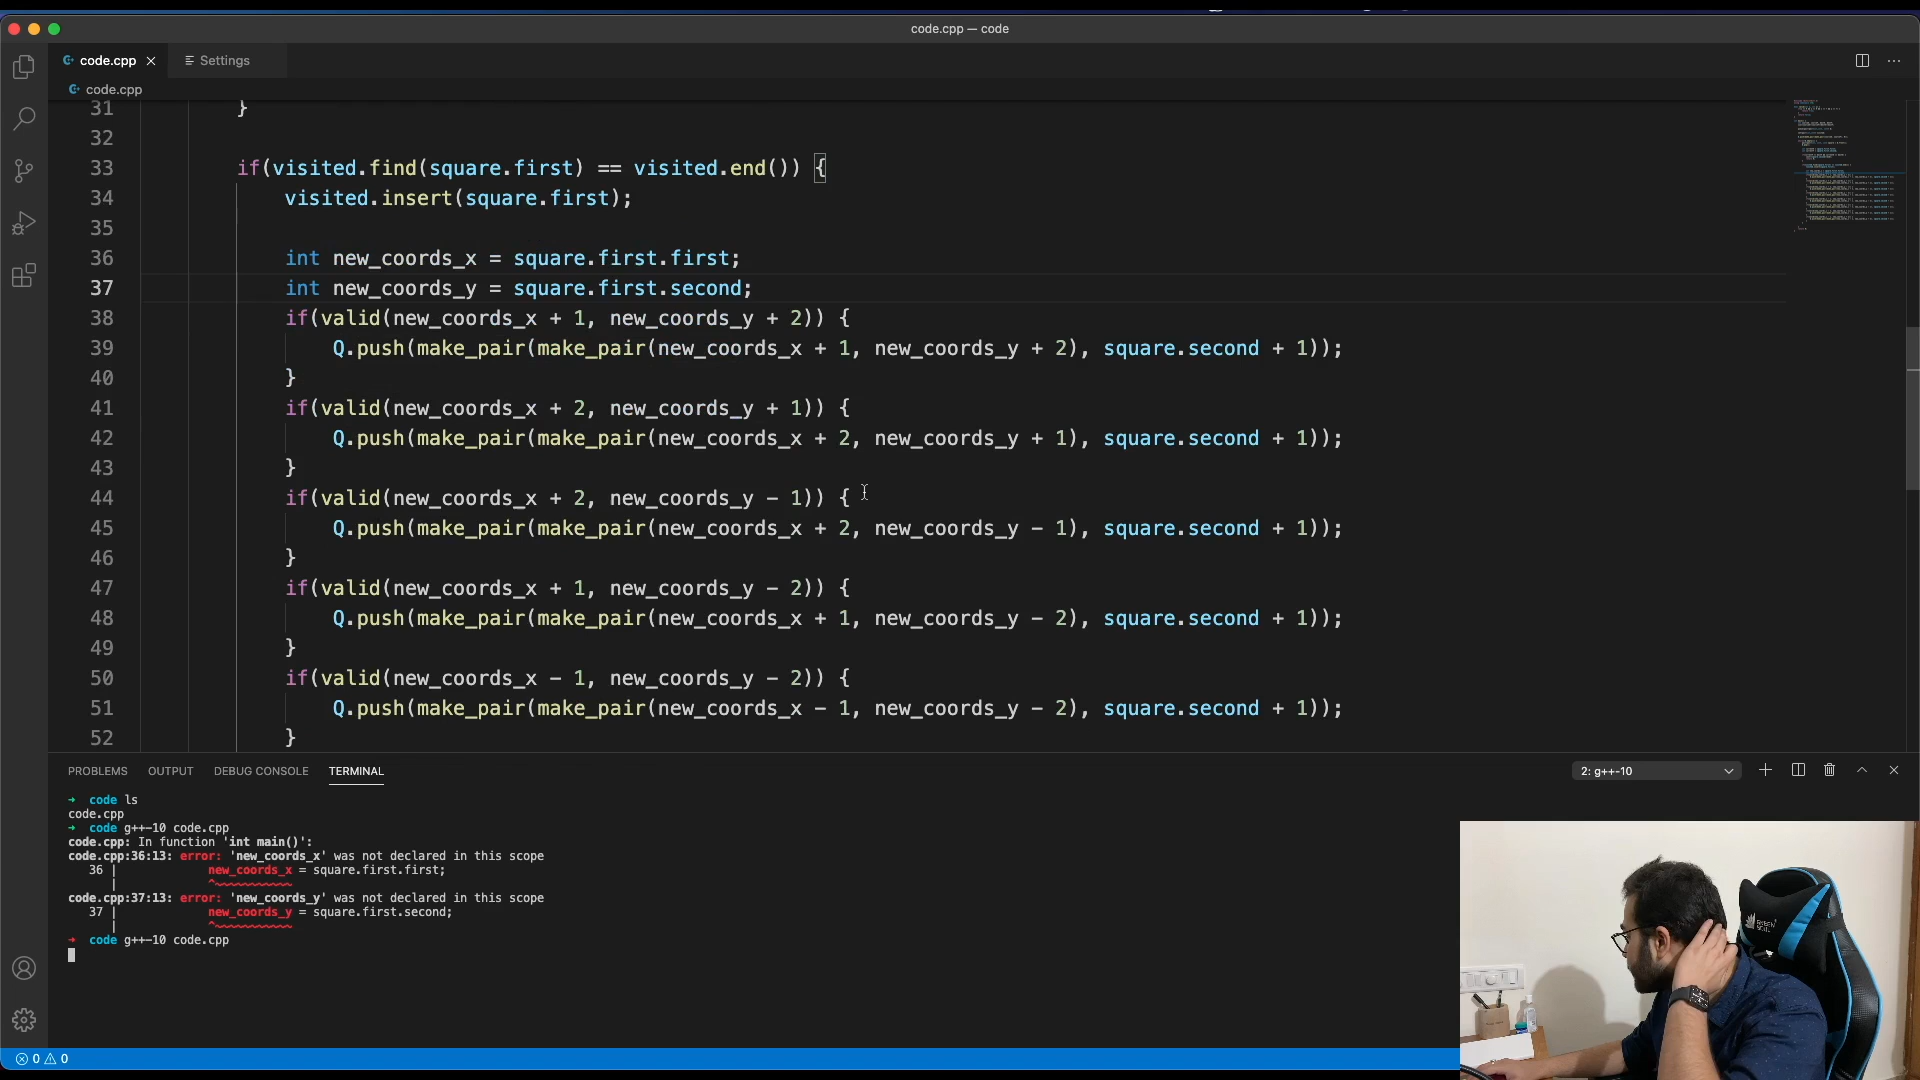 code.cpp — code
code.cpp
Settings
code.cpp
31 }
32
33 if(visited.find(square.first) == visited.end()) {
34 visited.insert(square.first);
35
36 int new_coords_x = square.first.first;
37 int new_coords_y = square.first.second;
38 if(valid(new_coords_x + 1, new_coords_y + 2)) {
39 Q.push(make_pair(make_pair(new_coords_x + 1, new_coords_y + 2), square.second + 1));
40 }
41 if(valid(new_coords_x + 2, new_coords_y + 1)) {
42 Q.push(make_pair(make_pair(new_coords_x + 2, new_coords_y + 1), square.second + 1));
43 }
44 if(valid(new_coords_x + 2, new_coords_y - 1)) {
45 Q.push(make_pair(make_pair(new_coords_x + 2, new_coords_y - 1), square.second + 1));
46 }
47 if(valid(new_coords_x + 1, new_coords_y - 2)) {
48 Q.push(make_pair(make_pair(new_coords_x + 1, new_coords_y - 2), square.second + 1));
49 }
50 if(valid(new_coords_x - 1, new_coords_y - 2)) {
51 Q.push(make_pair(make_pair(new_coords_x - 1, new_coords_y - 2), square.second + 1));
52 }
PROBLEMS OUTPUT DEBUG CONSOLE TERMINAL
2: g++-10
→ code ls
code.cpp
→ code g++-10 code.cpp
code.cpp: In function 'int main()':
code.cpp:36:13: error: 'new_coords_x' was not declared in this scope
36 | new_coords_x = square.first.first;
| ^~~~~~~~~~~~
code.cpp:37:13: error: 'new_coords_y' was not declared in this scope
37 | new_coords_y = square.first.second;
| ^~~~~~~~~~~~
→ code g++-10 code.cpp
0 0
GREEN SOUL